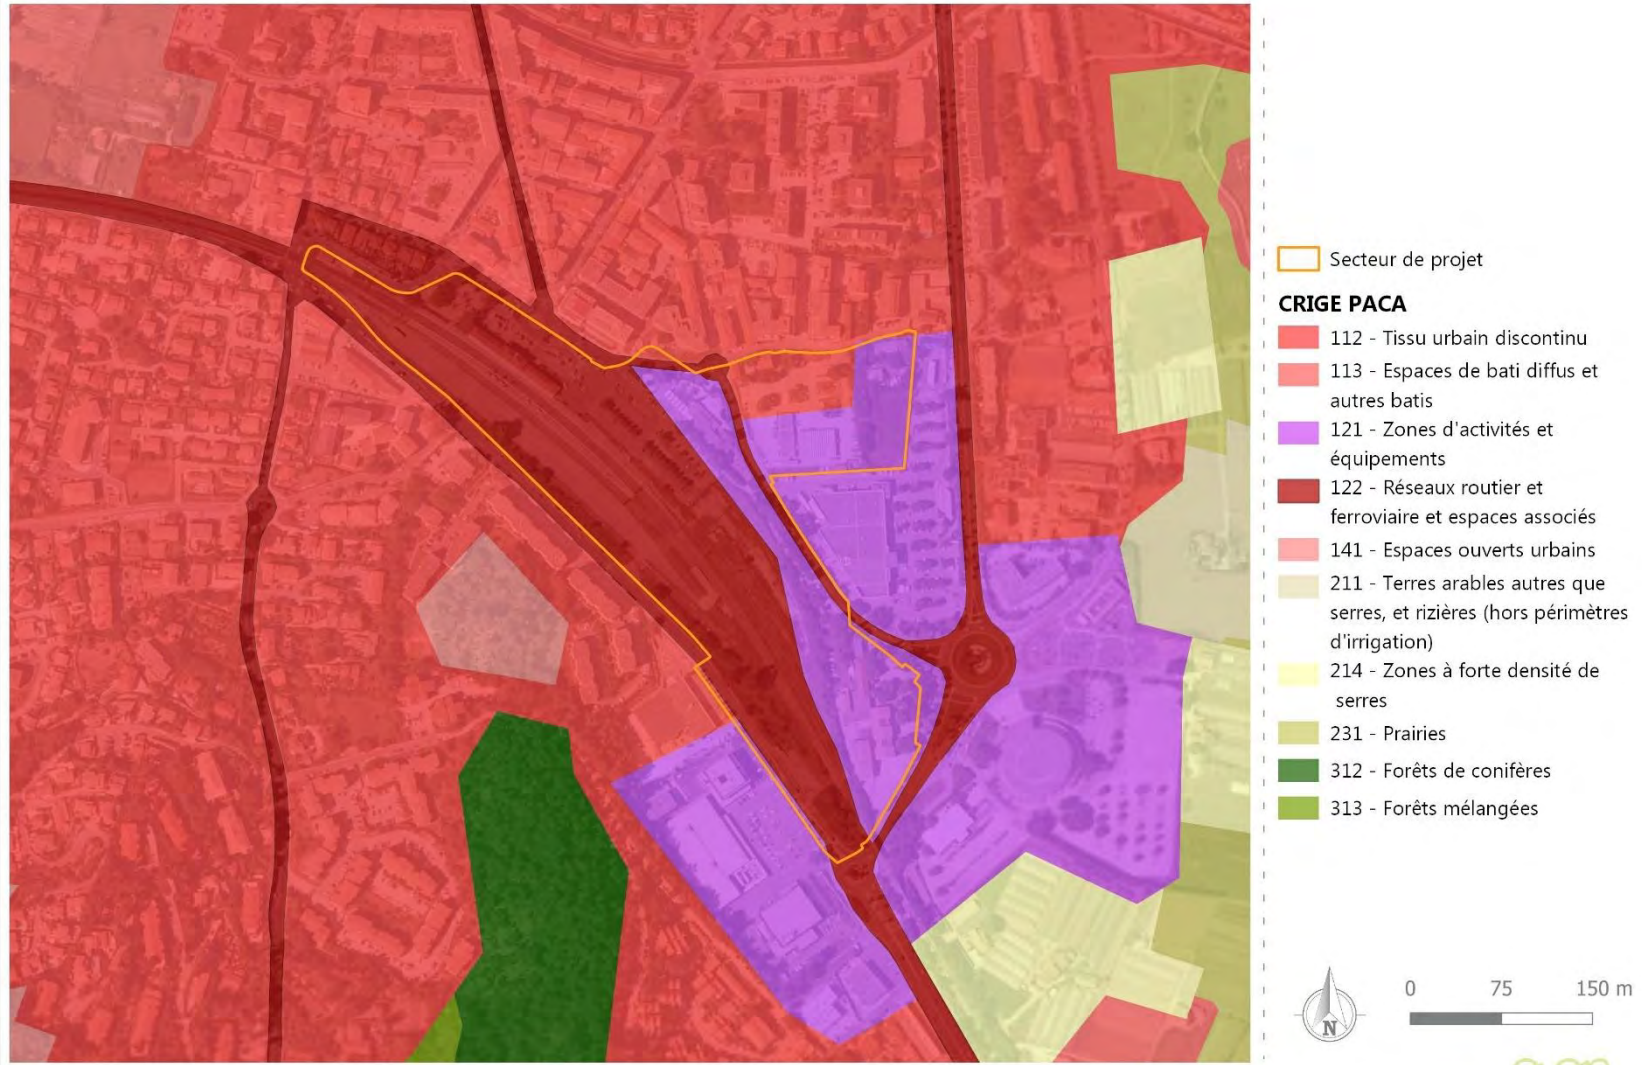 Secteur de projet
CRIGE PACA
112 - Tissu urbain discontinu
113 - Espaces de bati diffus et
autres batis
121 - Zones d'activités et
équipements
122 - Réseaux routier et
ferroviaire et espaces associés
141 - Espaces ouverts urbains
211 - Terres arables autres que
serres, et rizières (hors périmètres
d'irrigation)
214 - Zones à forte densité de
serres
231 - Prairies
312 - Forêts de conifères
313 - Forêts mélangées
0 75 150 m
N